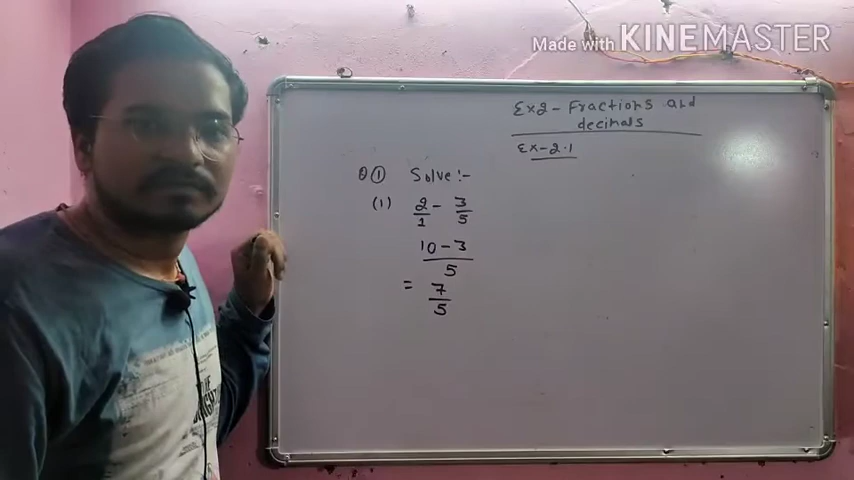 Made with KINEMASTER
Ex2 - Fractions and
decimals
Ex-2.1
Q① Solve :-
(1) 2/1 - 3/5
10-3/5
= 7/5